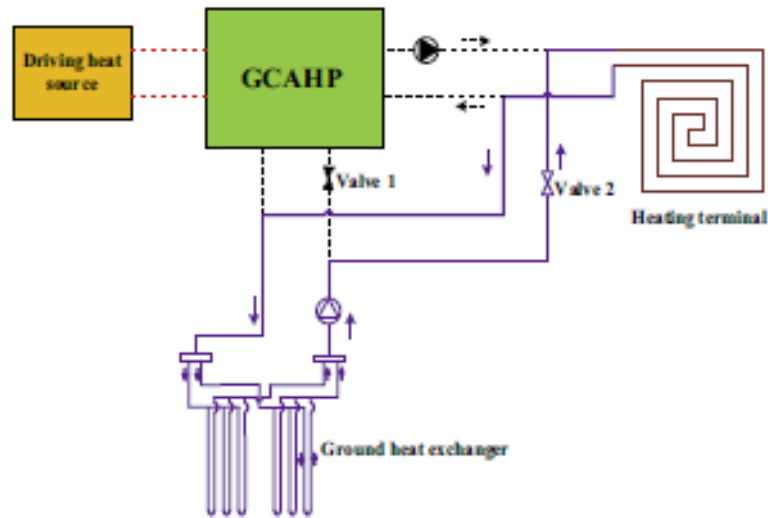 Driving heat
source
GCAHP
Valve 1
Valve 2
Heating terminal
Ground heat exchanger